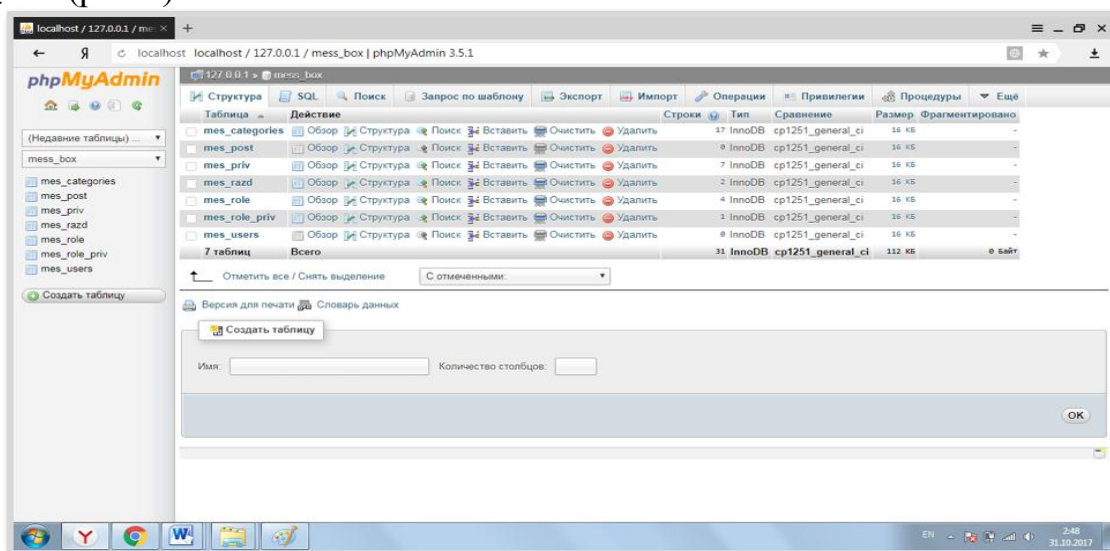 localhost / 127.0.0.1 / me
localhost localhost / 127.0.0.1 / mess_box | phpMyAdmin 3.5.1
phpMyAdmin
(Недавние таблицы) ...
mess_box
mes_categories
mes_post
mes_priv
mes_razd
mes_role
mes_role_priv
mes_users
Создать таблицу
127.0.0.1 » mess_box
Структура SQL Поиск Запрос по шаблону Экспорт Импорт Операции Привилегии Процедуры Ещё
Таблица Действие Строки Тип Сравнение Размер Фрагментировано
mes_categories Обзор Структура Поиск Вставить Очистить Удалить 17 InnoDB cp1251_general_ci 16 КБ -
mes_post Обзор Структура Поиск Вставить Очистить Удалить 0 InnoDB cp1251_general_ci 16 КБ -
mes_priv Обзор Структура Поиск Вставить Очистить Удалить 7 InnoDB cp1251_general_ci 16 КБ -
mes_razd Обзор Структура Поиск Вставить Очистить Удалить 2 InnoDB cp1251_general_ci 16 КБ -
mes_role Обзор Структура Поиск Вставить Очистить Удалить 4 InnoDB cp1251_general_ci 16 КБ -
mes_role_priv Обзор Структура Поиск Вставить Очистить Удалить 1 InnoDB cp1251_general_ci 16 КБ -
mes_users Обзор Структура Поиск Вставить Очистить Удалить 0 InnoDB cp1251_general_ci 16 КБ -
7 таблиц Всего 31 InnoDB cp1251_general_ci 112 КБ 0 Байт
Отметить все / Снять выделение С отмеченными:
Версия для печати Словарь данных
Создать таблицу
Имя: Количество столбцов:
OK
EN 2:48
31.10.2017